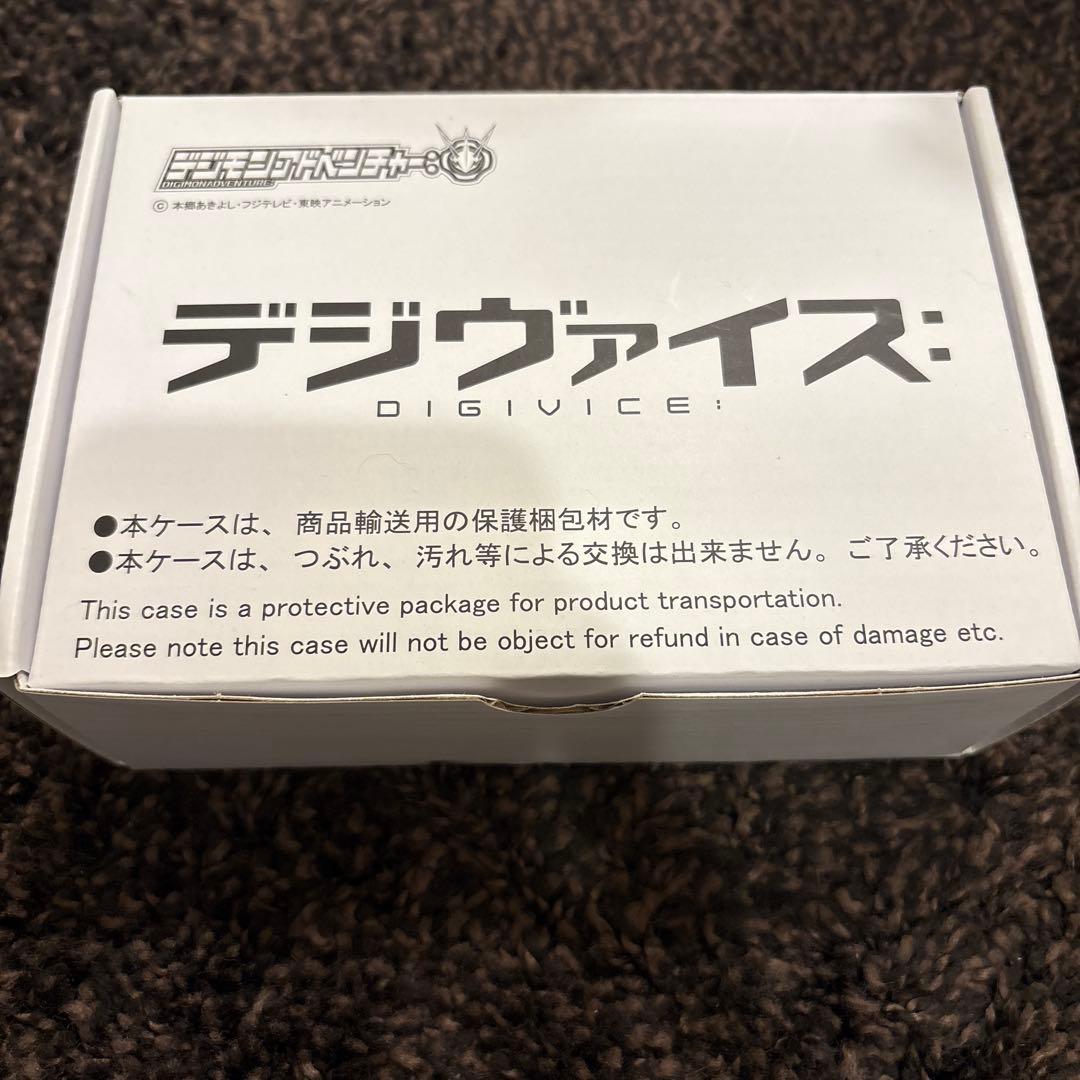 デジモンアドベンチャー:
DIGIMONADVENTURE:
© 本郷あきよし・フジテレビ・東映アニメーション
デジヴァイス:
DIGIVICE:
●本ケースは、商品輸送用の保護梱包材です。
●本ケースは、つぶれ、汚れ等による交換は出来ません。ご了承ください。
This case is a protective package for product transportation.
Please note this case will not be object for refund in case of damage etc.